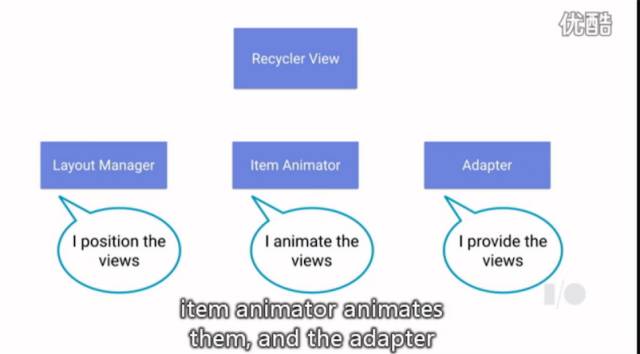 优酷
Recycler View
Layout Manager
Item Animator
Adapter
I position the
views
I animate the
views
I provide the
views
I/O
item animator animates
them, and the adapter